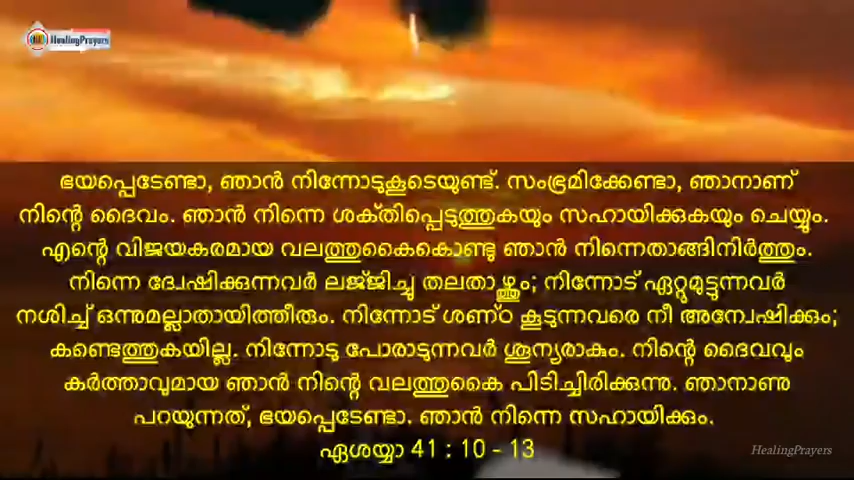 HealingPrayers
ഭയപ്പെടേണ്ടാ, ഞാൻ നിന്നോടുകൂടെയുണ്ട്. സംഭ്രമിക്കേണ്ടാ, ഞാനാണ്
നിന്റെ ദൈവം. ഞാൻ നിന്നെ ശക്തിപ്പെടുത്തുകയും സഹായിക്കുകയും ചെയ്യും.
എന്റെ വിജയകരമായ വലത്തുകൈകൊണ്ടു ഞാൻ നിന്നെതാങ്ങിനിർത്തും.
നിന്നെ ദ്വേഷിക്കുന്നവർ ലജ്ജിച്ചു തലതാഴ്ത്തും; നിന്നോട് ഏറ്റുമുട്ടുന്നവർ
നശിച്ച് ഒന്നുമല്ലാതായിത്തീരും. നിന്നോട് ശണ്ഠ കൂടുന്നവരെ നീ അന്വേഷിക്കും;
കണ്ടെത്തുകയില്ല. നിന്നോടു പോരാടുന്നവർ ശൂന്യരാകും. നിന്റെ ദൈവവും
കർത്താവുമായ ഞാൻ നിന്റെ വലത്തുകൈ പിടിച്ചിരിക്കുന്നു. ഞാനാണു
പറയുന്നത്, ഭയപ്പെടേണ്ടാ. ഞാൻ നിന്നെ സഹായിക്കും.
ഏശയ്യാ 41 : 10 - 13
HealingPrayers